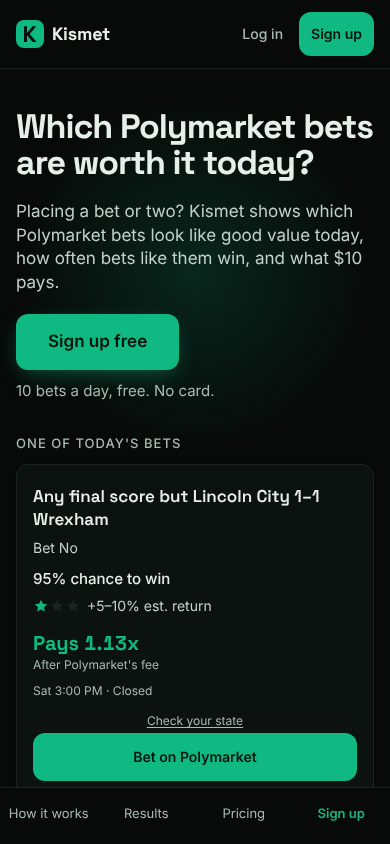 K Kismet
Log in
Sign up
Which Polymarket bets
are worth it today?
Placing a bet or two? Kismet shows which
Polymarket bets look like good value today,
how often bets like them win, and what $10
pays.
Sign up free
10 bets a day, free. No card.
ONE OF TODAY'S BETS
Any final score but Lincoln City 1–1
Wrexham
Bet No
95% chance to win
+5–10% est. return
Pays 1.13x
After Polymarket's fee
Sat 3:00 PM · Closed
Check your state
Bet on Polymarket
How it works
Results
Pricing
Sign up